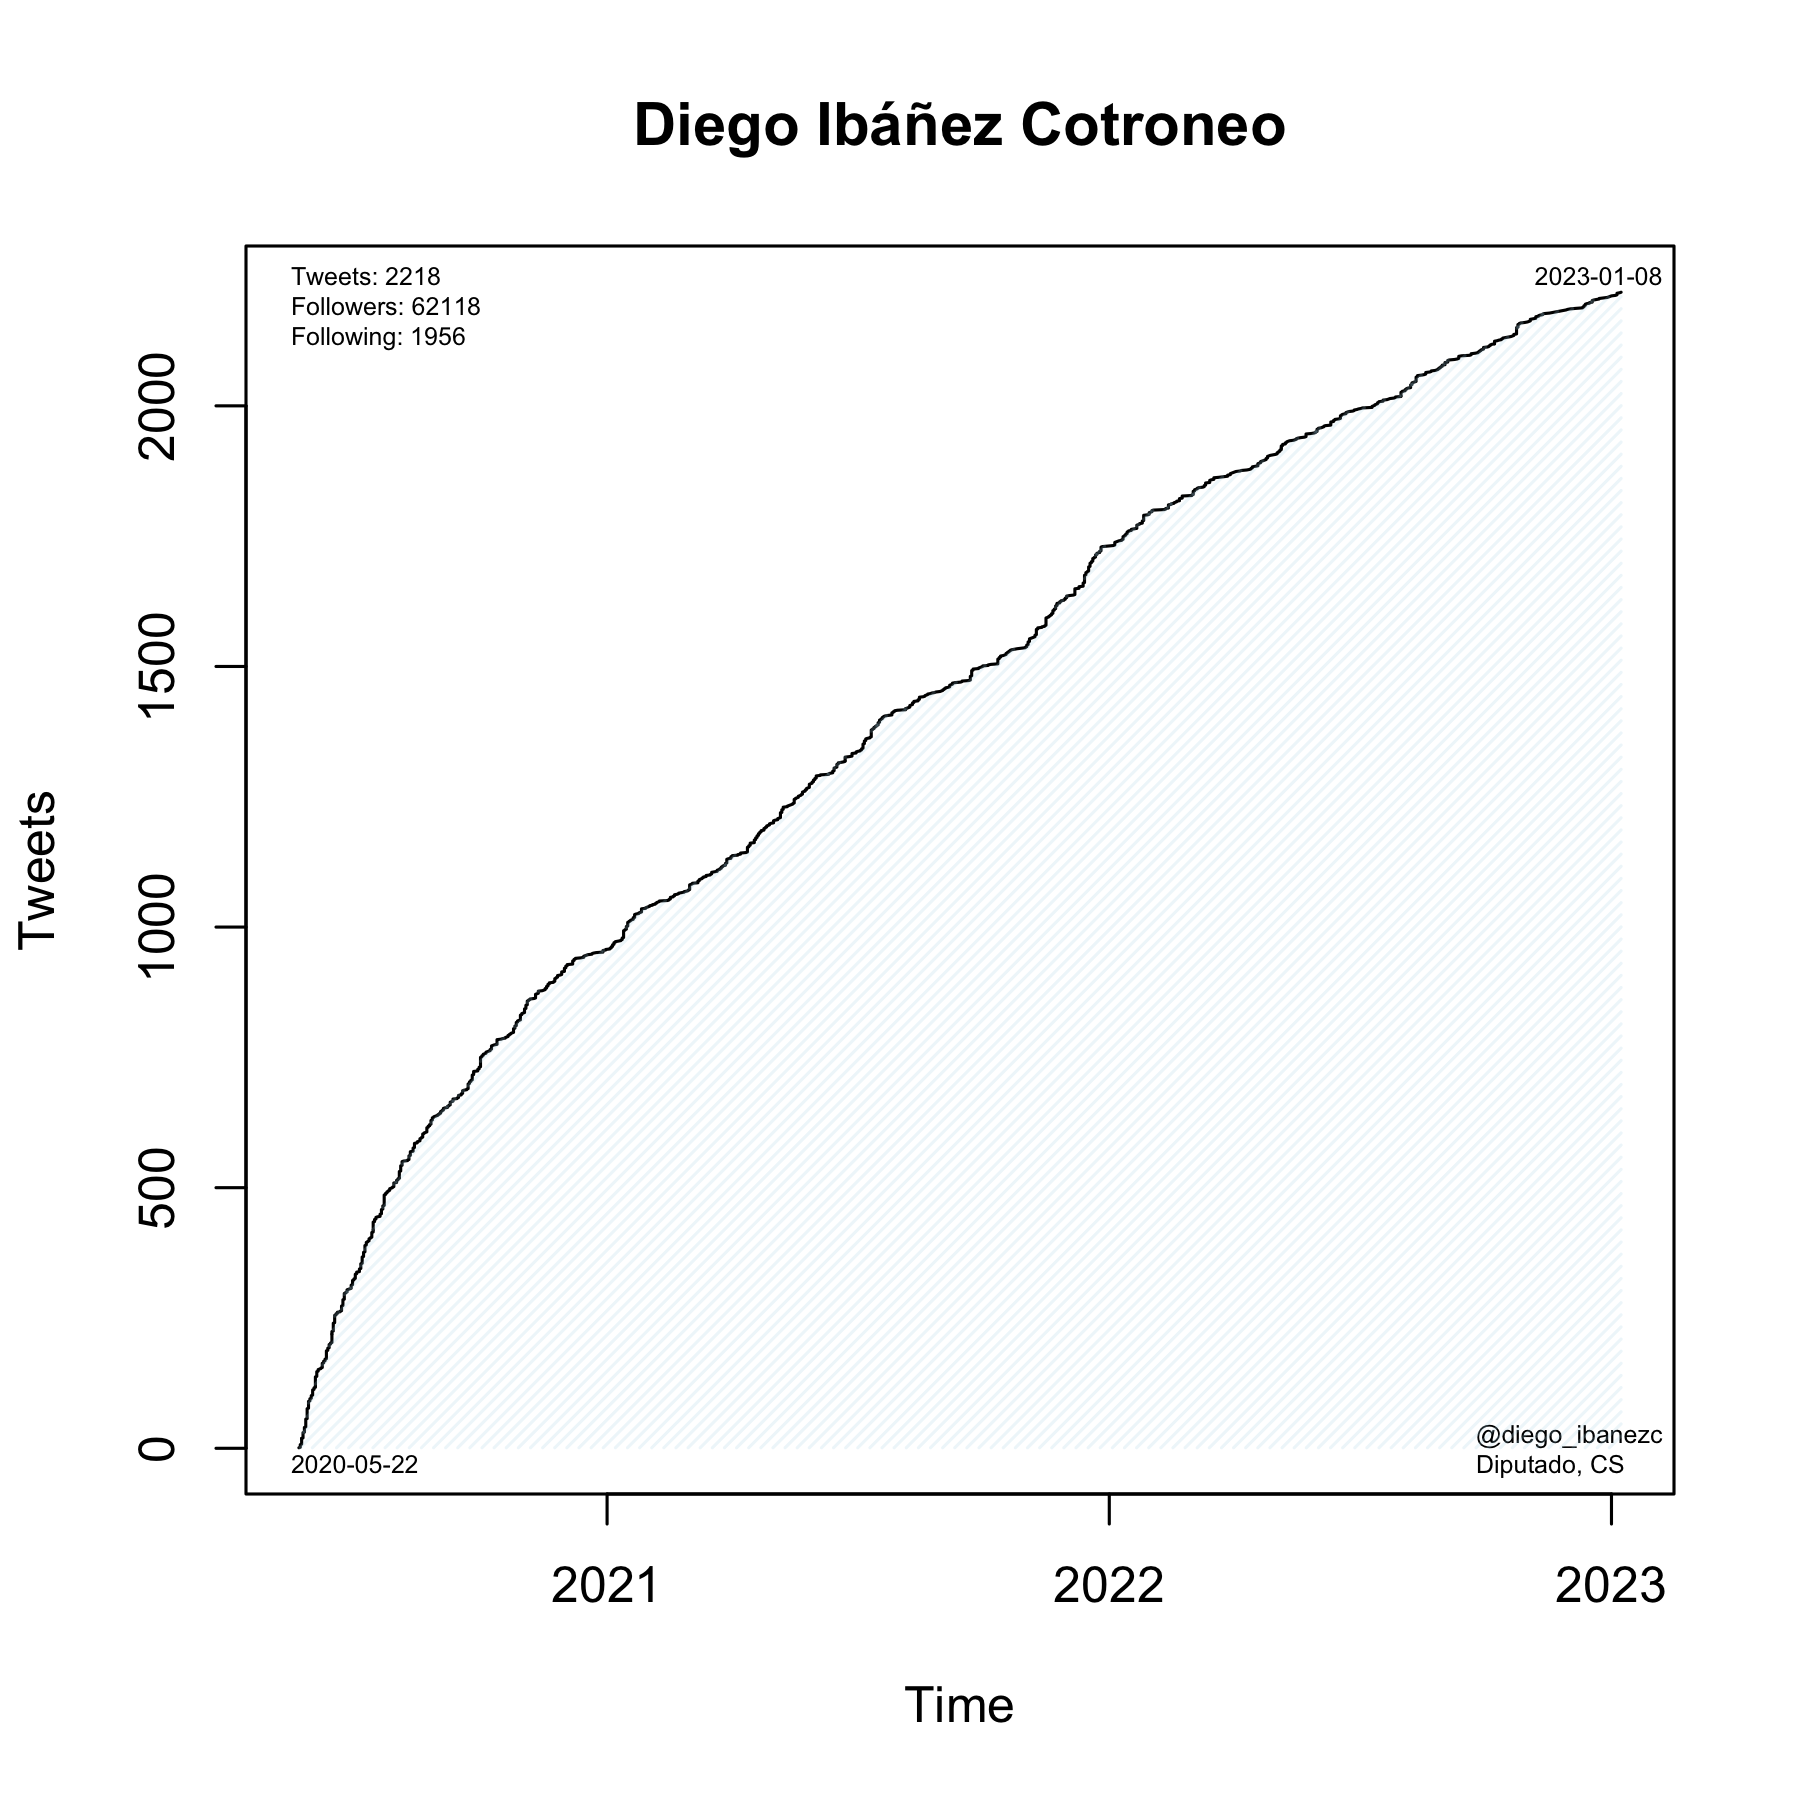 Diego Ibáñez Cotroneo
Tweets: 2218
Followers: 62118
Following: 1956
2023-01-08
Tweets
2000
1500
1000
500
0
2020-05-22
@diego_ibanezc
Diputado, CS
2021
2022
2023
Time